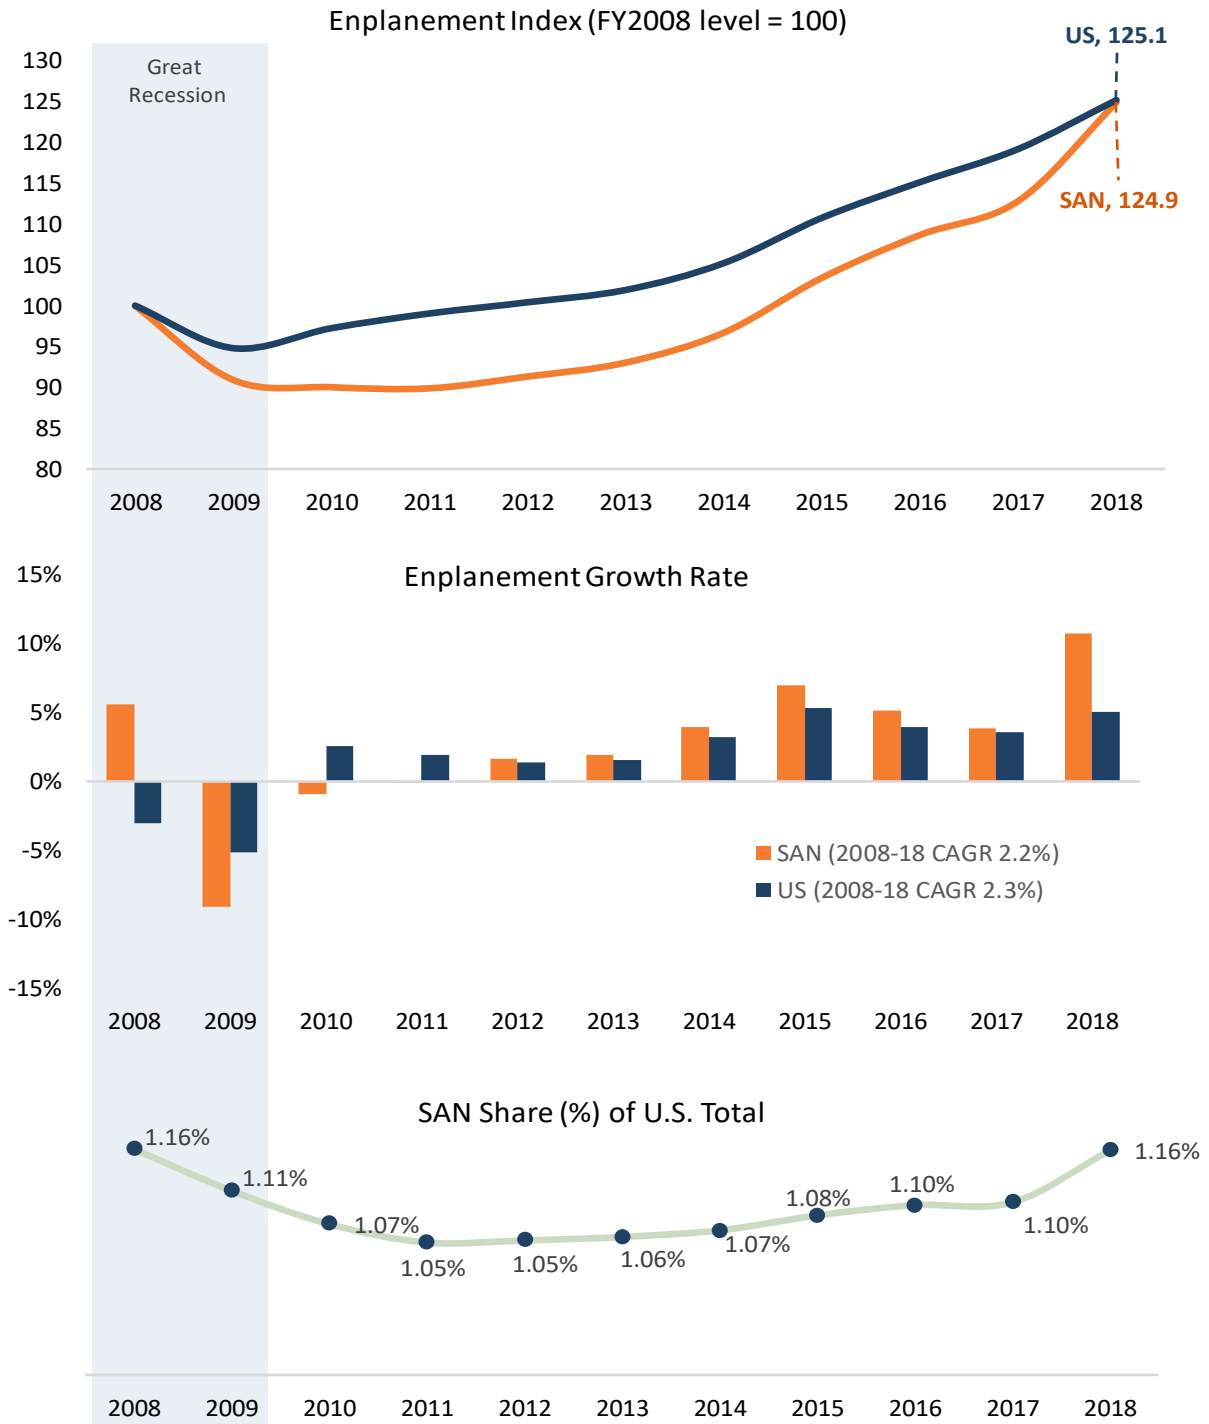 Enplanement Index (FY2008 level = 100)
US, 125.1
130
Great
Recession
125
120
115
SAN, 124.9
110
105
100
95
90
85
80
2008 2009 2010 2011 2012 2013 2014 2015 2016 2017 2018
15%
Enplanement Growth Rate
10%
5%
0%
-5%
SAN (2008-18 CAGR 2.2%)
US (2008-18 CAGR 2.3%)
-10%
-15%
2008 2009 2010 2011 2012 2013 2014 2015 2016 2017 2018
SAN Share (%) of U.S. Total
1.16% 1.11% 1.07% 1.05% 1.05% 1.06% 1.07% 1.08% 1.10% 1.10% 1.16%
2008 2009 2010 2011 2012 2013 2014 2015 2016 2017 2018